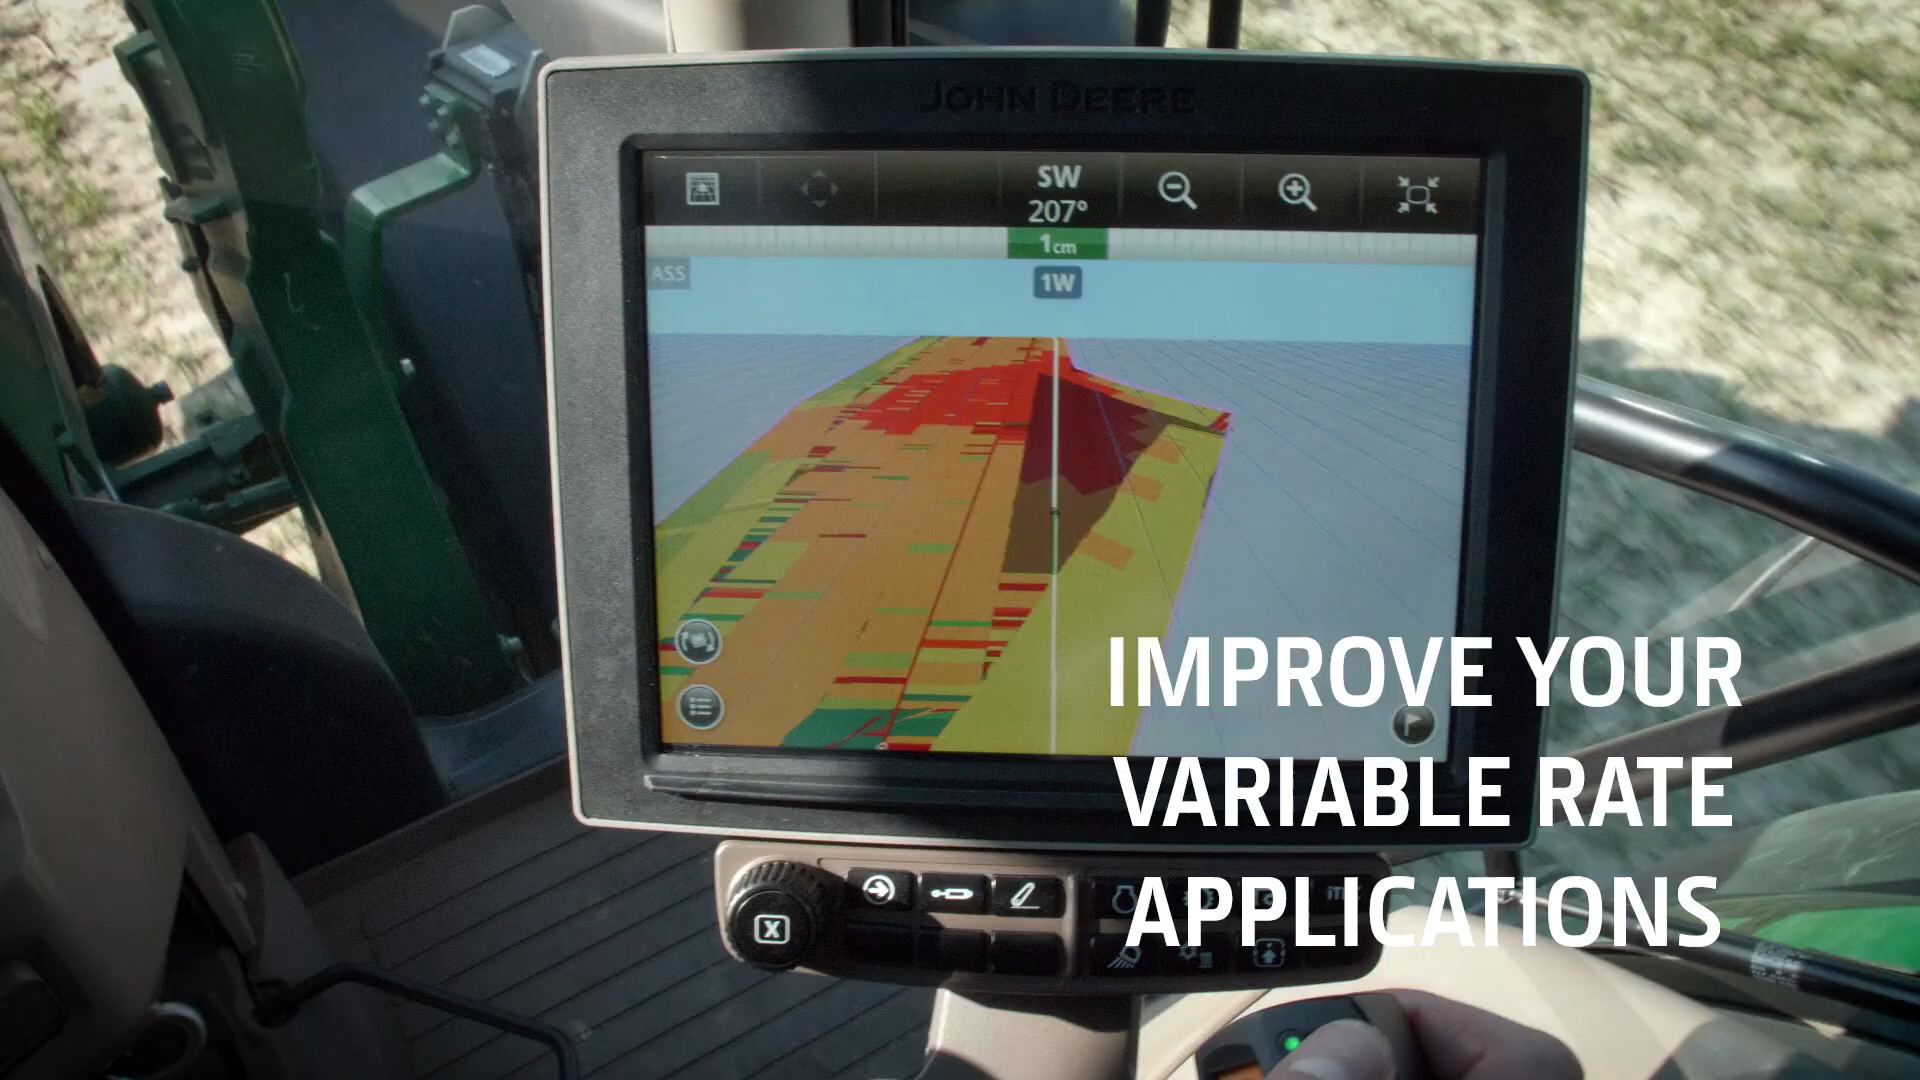 JOHN DEERE
SW
207°
1cm
ASS
1W
IMPROVE YOUR
VARIABLE RATE
APPLICATIONS
X